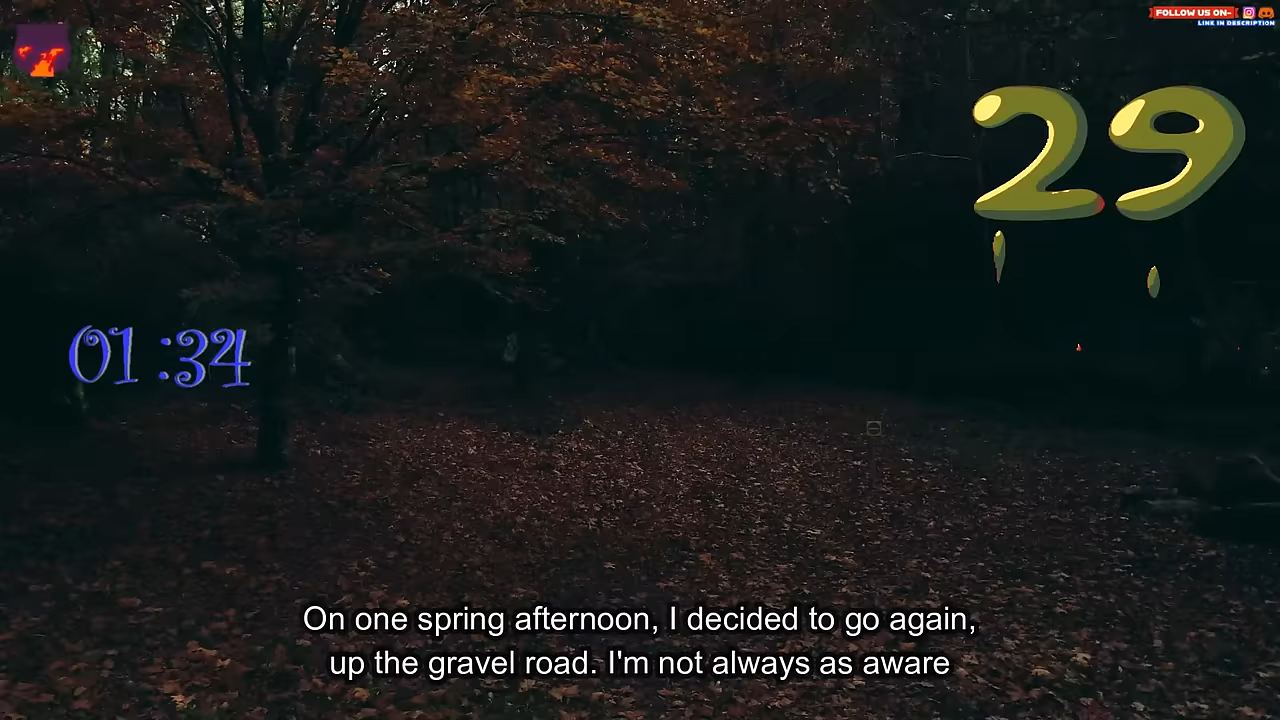 FOLLOW US ON-
LINK IN DESCRIPTION
29
01:34
On one spring afternoon, I decided to go again,
up the gravel road. I'm not always as aware